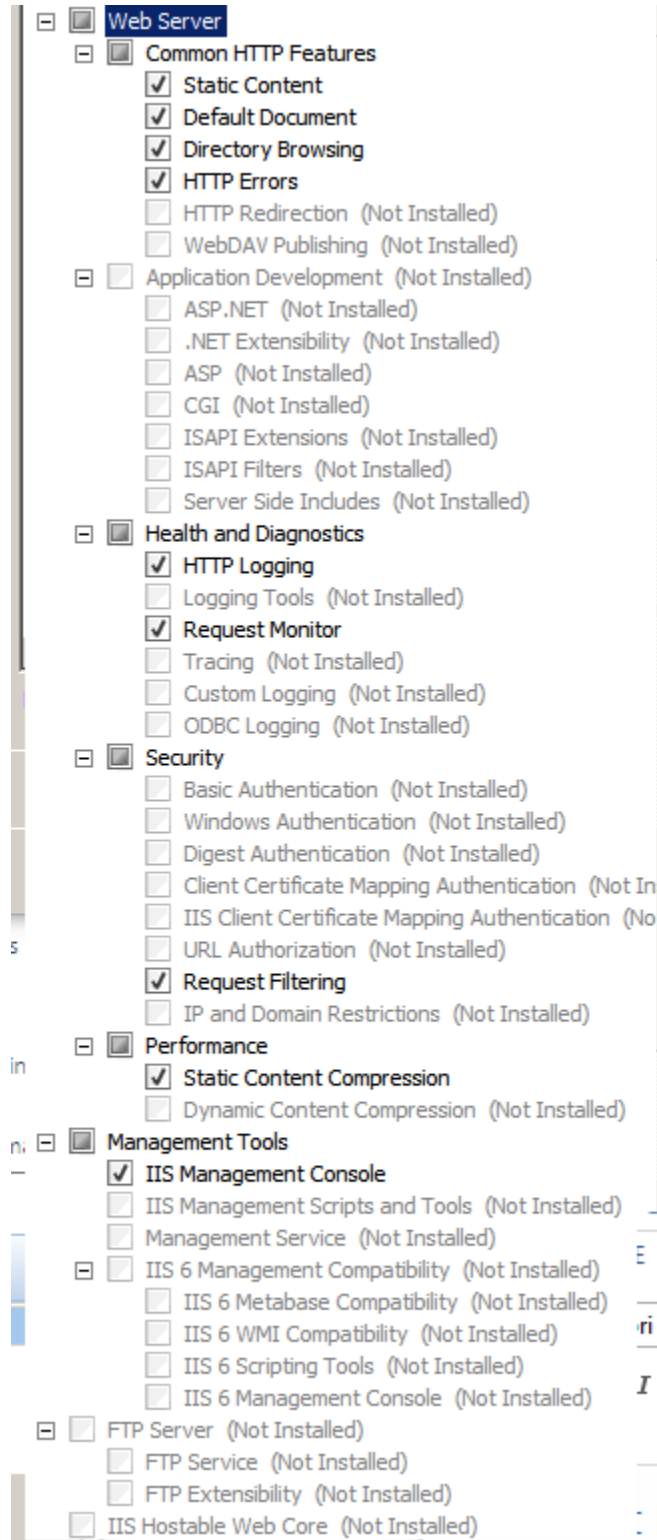 Web Server
Common HTTP Features
Static Content
Default Document
Directory Browsing
HTTP Errors
HTTP Redirection (Not Installed)
WebDAV Publishing (Not Installed)
Application Development (Not Installed)
ASP.NET (Not Installed)
.NET Extensibility (Not Installed)
ASP (Not Installed)
CGI (Not Installed)
ISAPI Extensions (Not Installed)
ISAPI Filters (Not Installed)
Server Side Includes (Not Installed)
Health and Diagnostics
HTTP Logging
Logging Tools (Not Installed)
Request Monitor
Tracing (Not Installed)
Custom Logging (Not Installed)
ODBC Logging (Not Installed)
Security
Basic Authentication (Not Installed)
Windows Authentication (Not Installed)
Digest Authentication (Not Installed)
Client Certificate Mapping Authentication (Not In
IIS Client Certificate Mapping Authentication (No
URL Authorization (Not Installed)
Request Filtering
IP and Domain Restrictions (Not Installed)
Performance
Static Content Compression
Dynamic Content Compression (Not Installed)
Management Tools
IIS Management Console
IIS Management Scripts and Tools (Not Installed)
Management Service (Not Installed)
IIS 6 Management Compatibility (Not Installed)
IIS 6 Metabase Compatibility (Not Installed)
IIS 6 WMI Compatibility (Not Installed)
IIS 6 Scripting Tools (Not Installed)
IIS 6 Management Console (Not Installed)
FTP Server (Not Installed)
FTP Service (Not Installed)
FTP Extensibility (Not Installed)
IIS Hostable Web Core (Not Installed)